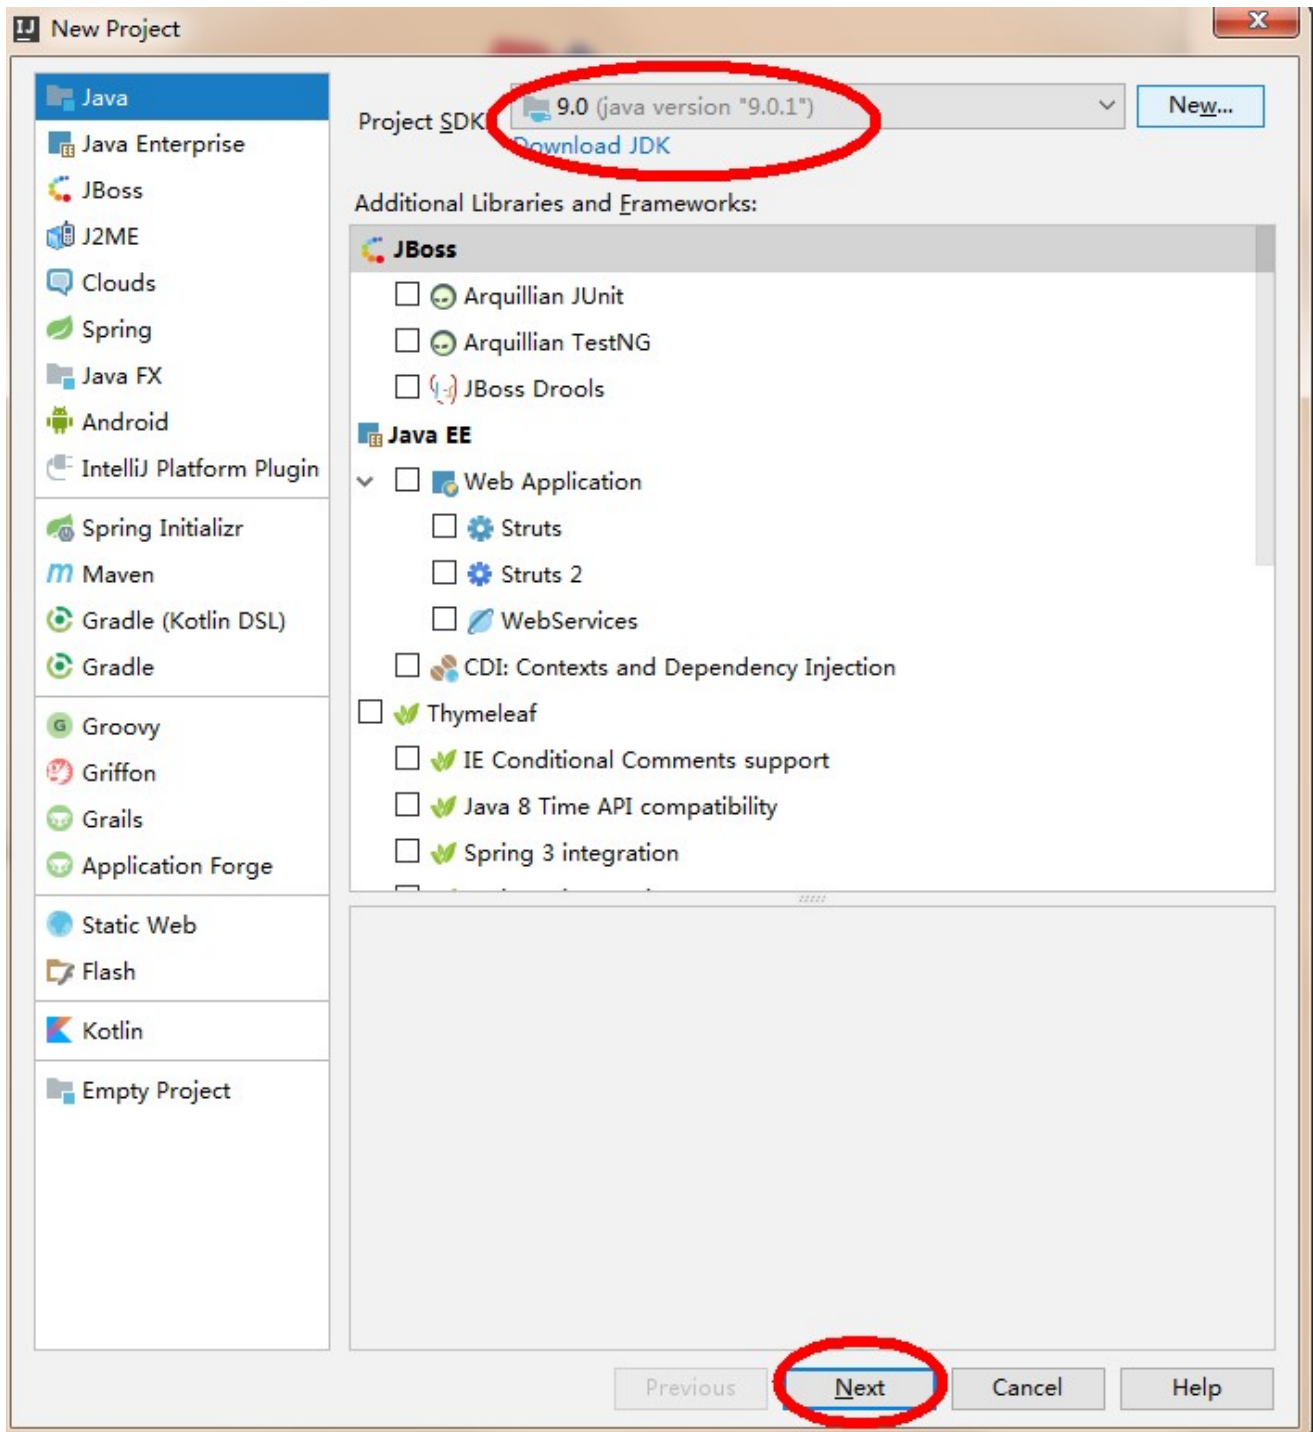 IJ New Project
Java
Java Enterprise
JBoss
J2ME
Clouds
Spring
Java FX
Android
IntelliJ Platform Plugin
Spring Initializr
Maven
Gradle (Kotlin DSL)
Gradle
Groovy
Griffon
Grails
Application Forge
Static Web
Flash
Kotlin
Empty Project
Project SDK 9.0 (java version "9.0.1") New...
Download JDK
Additional Libraries and Frameworks:
JBoss
Arquillian JUnit
Arquillian TestNG
JBoss Drools
Java EE
Web Application
Struts
Struts 2
WebServices
CDI: Contexts and Dependency Injection
Thymeleaf
IE Conditional Comments support
Java 8 Time API compatibility
Spring 3 integration
Previous Next Cancel Help